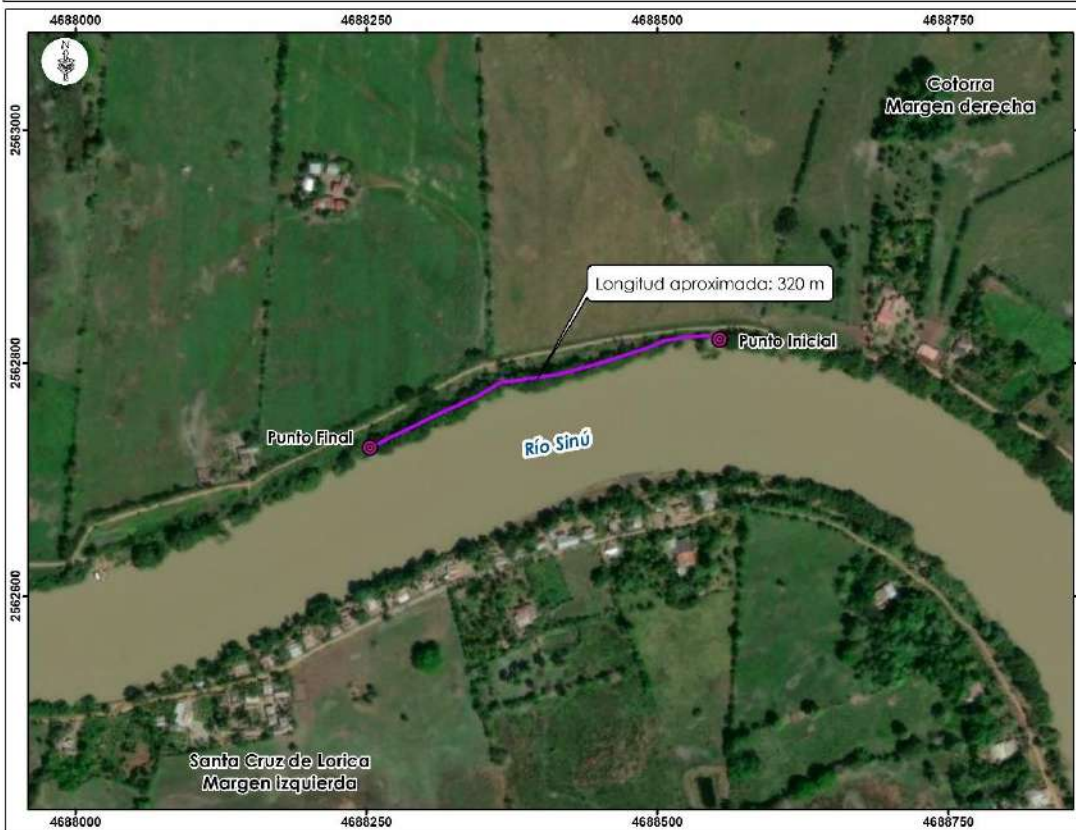 4688000 4688250 4688500 4688750
N
Cotorra
Margen derecha
2563000
Longitud aproximada: 320 m
Punto Inicial
2562800
Punto Final
Río Sinú
2562600
Santa Cruz de Lorica
Margen Izquierda
4688000 4688250 4688500 4688750